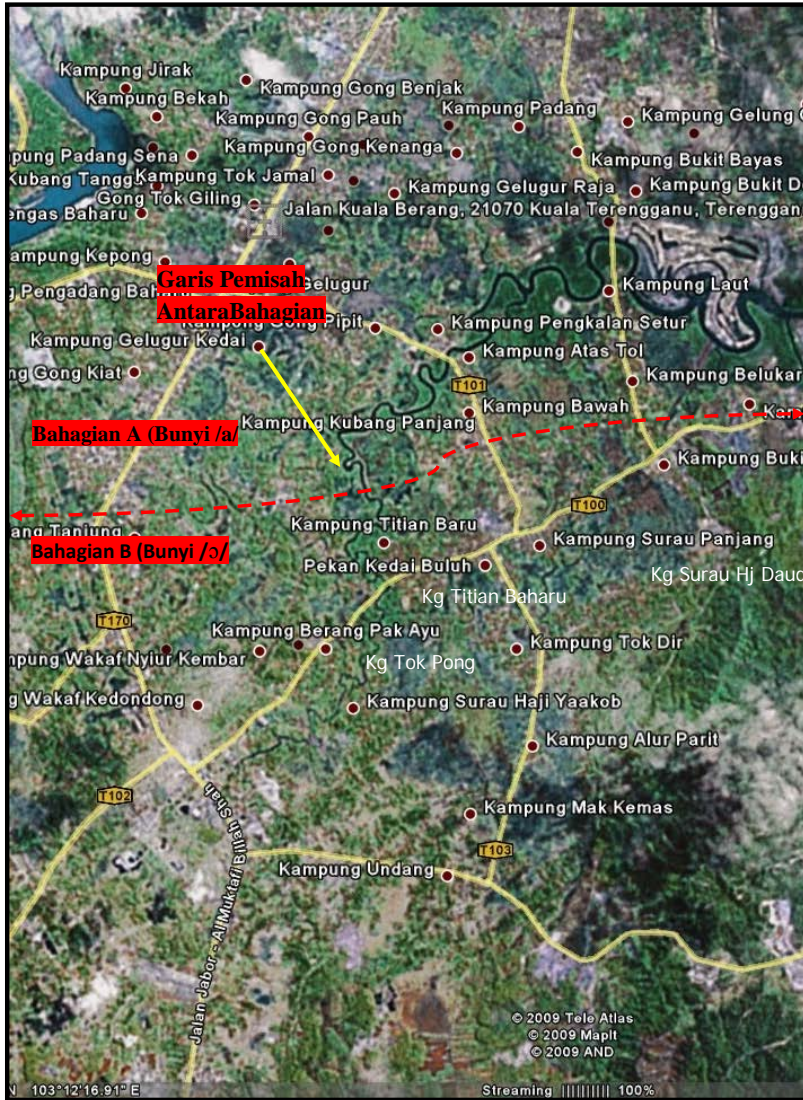 Kampung Jirak
Kampung Gong Benjak
Kampung Bekah
Kampung Gong Pauh
Kampung Padang
Kampung Gelung
pung Padang Sena
Kampung Gong Kenanga
Kampung Bukit Bayas
Kubang Tangga
Kampung Tok Jamal
Kampung Gelugur Raja
Kampung Bukit D
Gong Tok Giling
engas Baharu
Jalan Kuala Berang, 21070 Kuala Terengganu, Terenggan
ampung Kepong
Garis Pemisah
AntaraBahagian
Gelugur
Kampung Laut
g Pengadang Baharu
Kampung Gong Pipit
Kampung Pengkalan Setur
Kampung Gelugur Kedai
Kampung Atas Tol
ng Gong Kiat
T101
Kampung Belukar
Kam
Kampung Kubang Panjang
Kampung Bawah
Bahagian A (Bunyi /a/
Kampung Buki
T100
ang Tanjung
Kampung Titian Baru
Kampung Surau Panjang
Bahagian B (Bunyi /ɔ/
Pekan Kedai Buluh
Kg Surau Hj Daud
Kg Titian Baharu
T170
Kampung Berang Pak Ayu
Kampung Tok Dir
mpung Wakaf Nyiur Kembar
Kg Tok Pong
g Wakaf Kedondong
Kampung Surau Haji Yaakob
Kampung Alur Parit
T102
Kampung Mak Kemas
T103
Kampung Undang
Jalan Jabor - AlMuktafi Billah Shah
© 2009 Tele Atlas
© 2009 MapIt
© 2009 AND
N 103°12'16.91" E
Streaming |||||||||| 100%